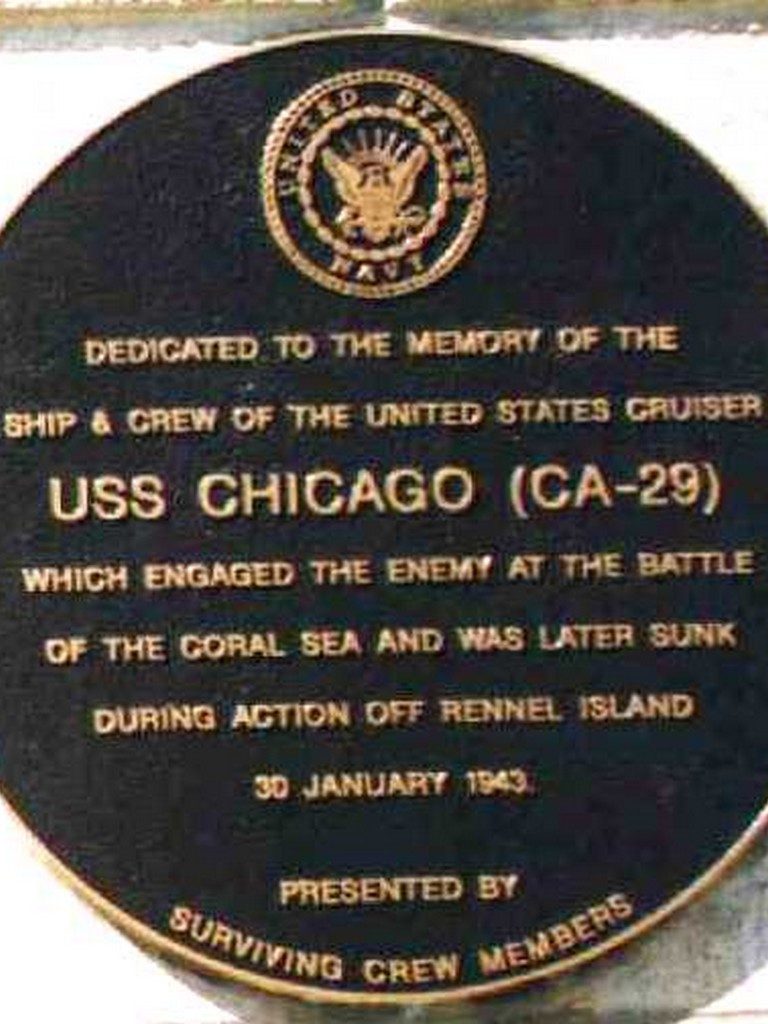 UNITED STATES
NAVY
DEDICATED TO THE MEMORY OF THE
SHIP & CREW OF THE UNITED STATES CRUISER
USS CHICAGO (CA-29)
WHICH ENGAGED THE ENEMY AT THE BATTLE
OF THE CORAL SEA AND WAS LATER SUNK
DURING ACTION OFF RENNEL ISLAND
30 JANUARY 1943.
PRESENTED BY
SURVIVING CREW MEMBERS